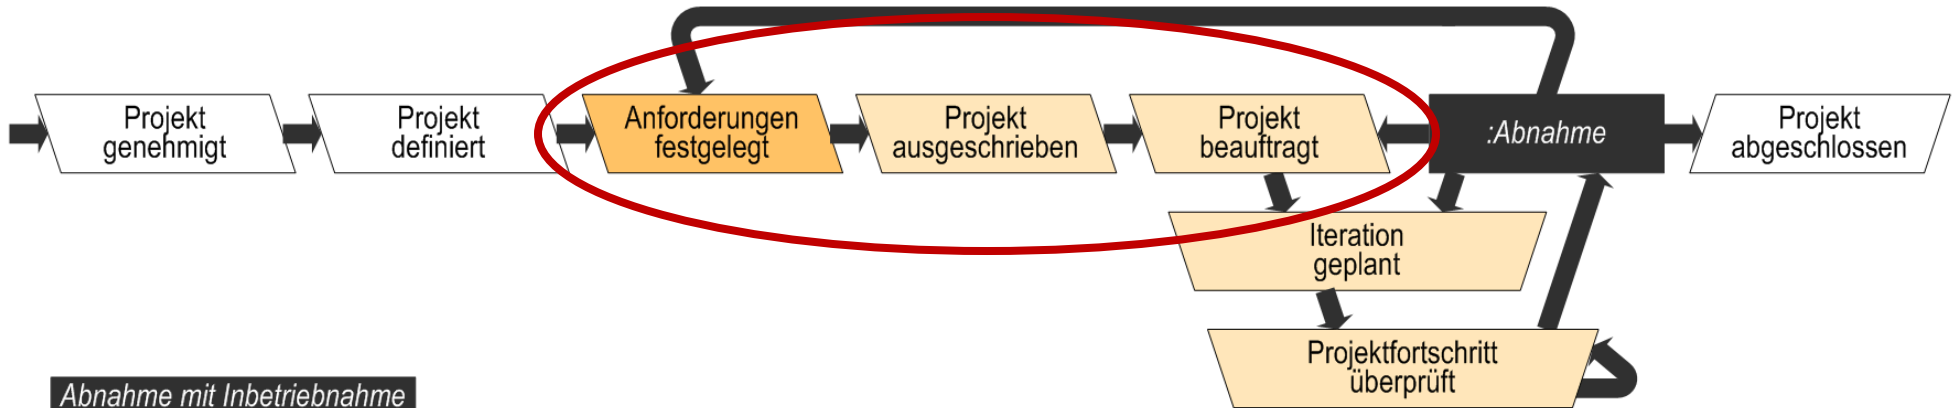 Projekt
genehmigt
Projekt
definiert
Anforderungen
festgelegt
Projekt
ausgeschrieben
Projekt
beauftragt
:Abnahme
Projekt
abgeschlossen
Iteration
geplant
Projektfortschritt
überprüft
Abnahme mit Inbetriebnahme